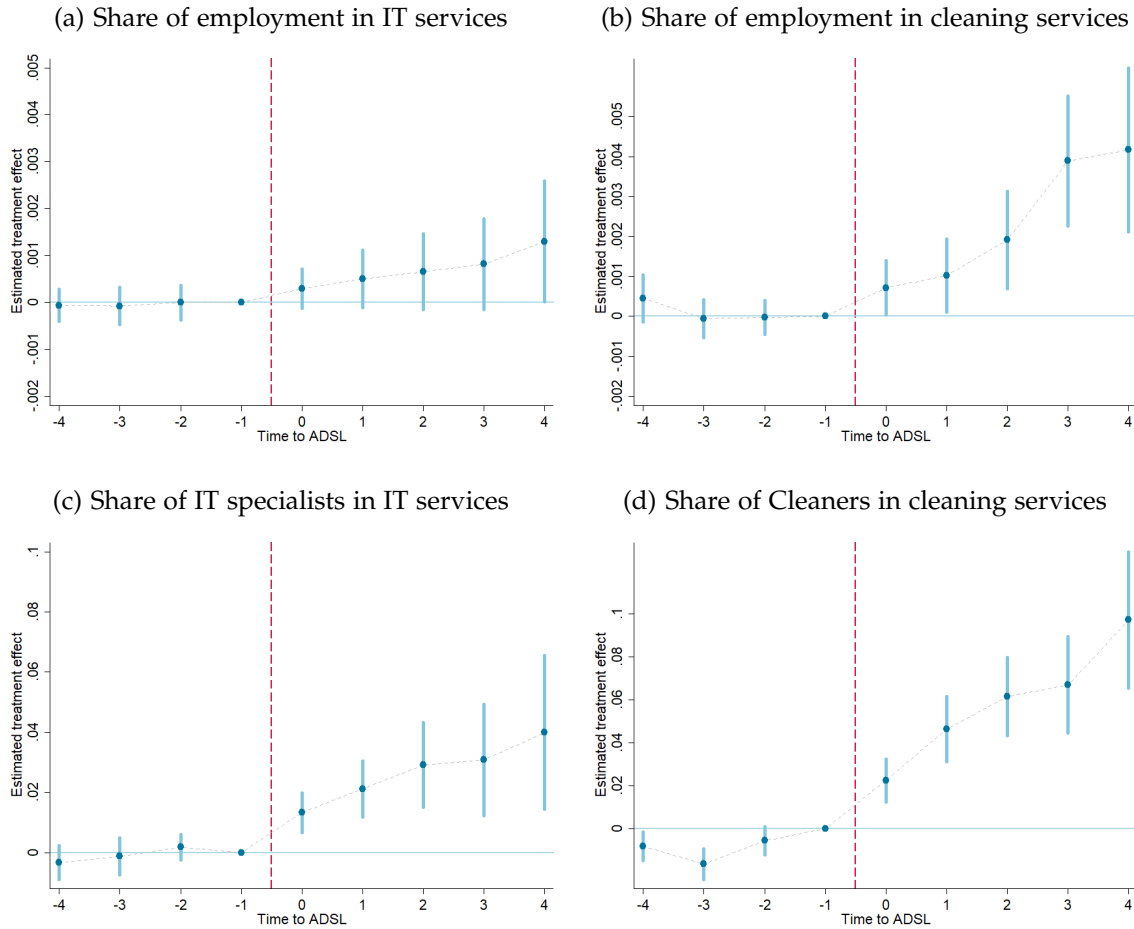 (a) Share of employment in IT services
Estimated treatment effect
.005
.004
.003
.002
.001
0
-.001
-.002
-4 -3 -2 -1 0 1 2 3 4
Time to ADSL
(b) Share of employment in cleaning services
Estimated treatment effect
.005
.004
.003
.002
.001
0
-.001
-.002
-4 -3 -2 -1 0 1 2 3 4
Time to ADSL
(c) Share of IT specialists in IT services
Estimated treatment effect
.1
.08
.06
.04
.02
0
-4 -3 -2 -1 0 1 2 3 4
Time to ADSL
(d) Share of Cleaners in cleaning services
Estimated treatment effect
.1
.08
.06
.04
.02
0
-4 -3 -2 -1 0 1 2 3 4
Time to ADSL